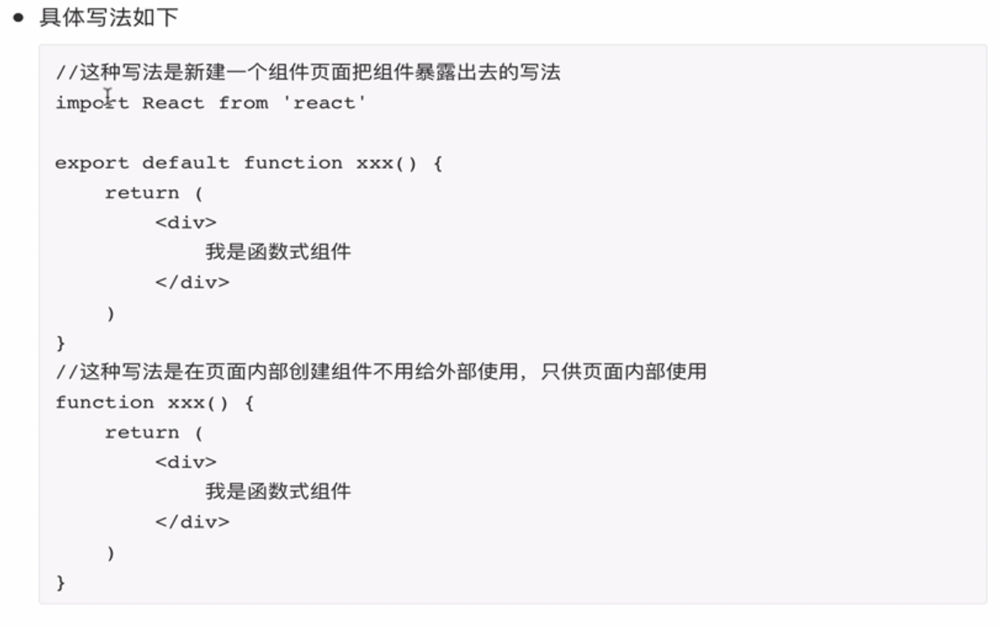 具体写法如下
//这种写法是新建一个组件页面把组件暴露出去的写法
import React from 'react'
export default function xxx() {
return (
<div>
我是函数式组件
</div>
)
}
//这种写法是在页面内部创建组件不用给外部使用，只供页面内部使用
function xxx() {
return (
<div>
我是函数式组件
</div>
)
}